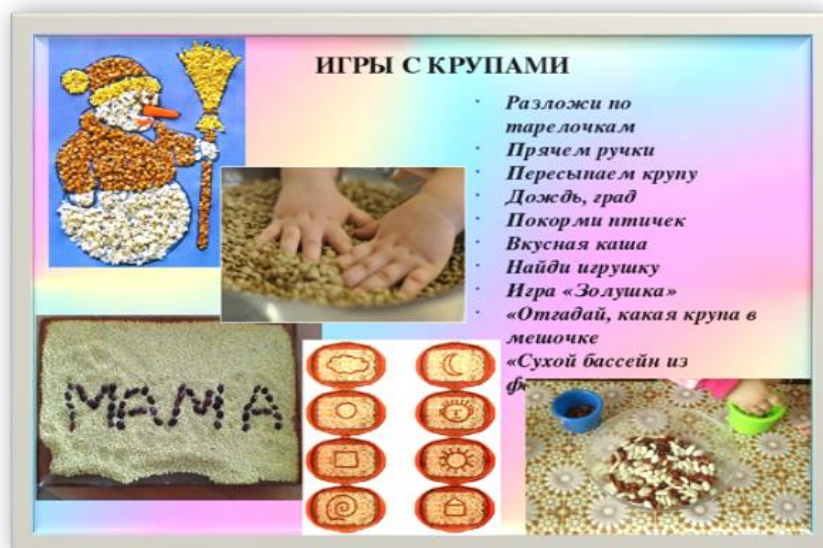 ИГРЫ С КРУПАМИ
Разложи по
тарелочкам
Прячем ручки
Пересыпаем крупу
Дождь, град
Покорми птичек
Вкусная каша
Найди игрушку
Игра «Золушка»
«Отгадай, какая крупа в
мешочке
«Сухой бассейн из
МАМА